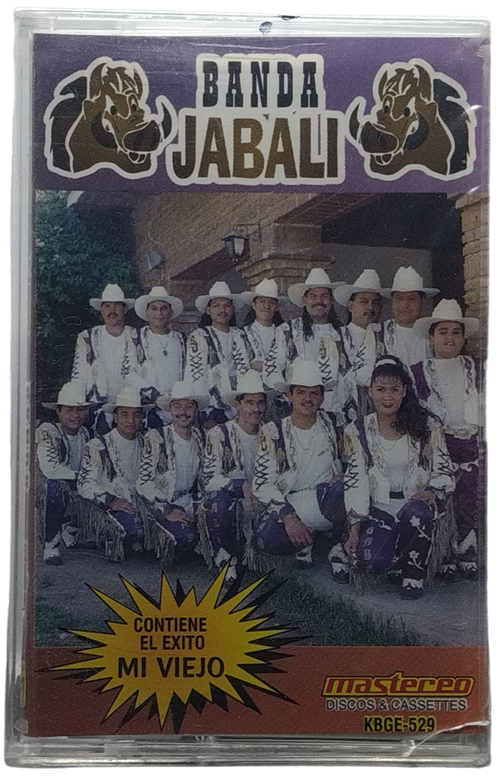 BANDA
JABALI
CONTIENE
EL EXITO
MI VIEJO
mastereo
DISCOS & CASSETTES
KBGE-529